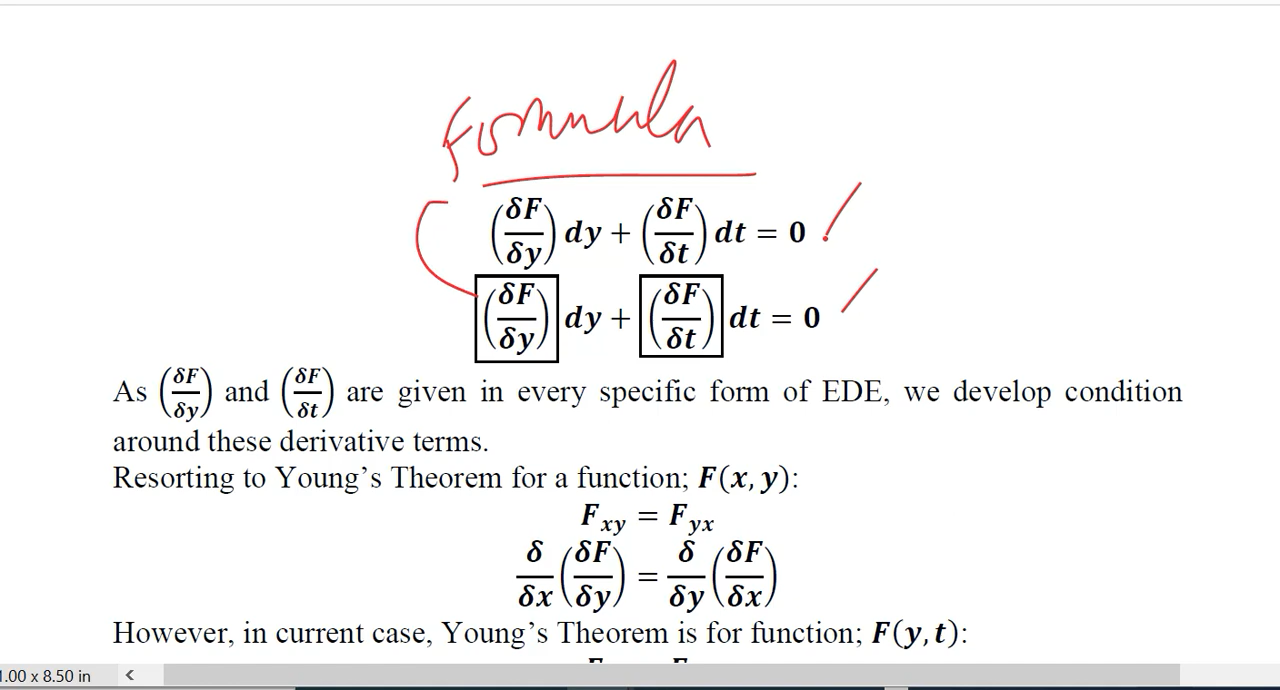 Formula
(δF/δy) dy + (δF/δt) dt = 0
(δF/δy) dy + (δF/δt) dt = 0
As (δF/δy) and (δF/δt) are given in every specific form of EDE, we develop condition
around these derivative terms.
Resorting to Young’s Theorem for a function; F(x, y):
F_xy = F_yx
δ/δx (δF/δy) = δ/δy (δF/δx)
However, in current case, Young’s Theorem is for function; F(y, t):
.00 x 8.50 in